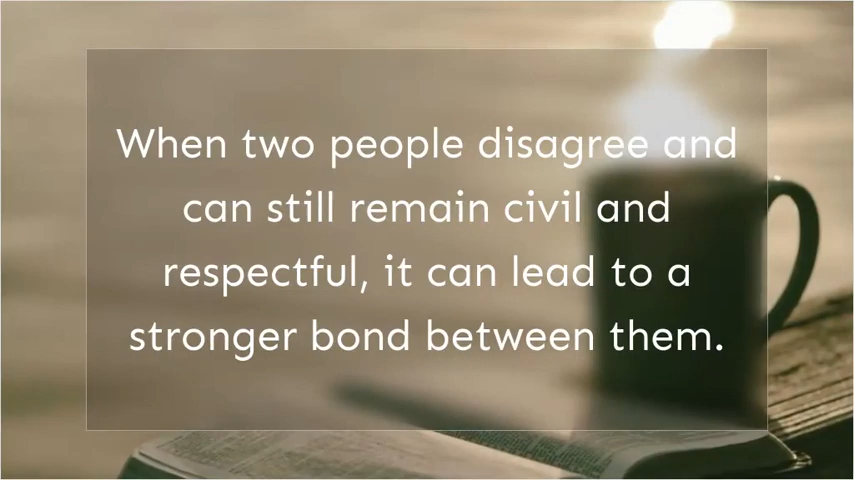 When two people disagree and
can still remain civil and
respectful, it can lead to a
stronger bond between them.